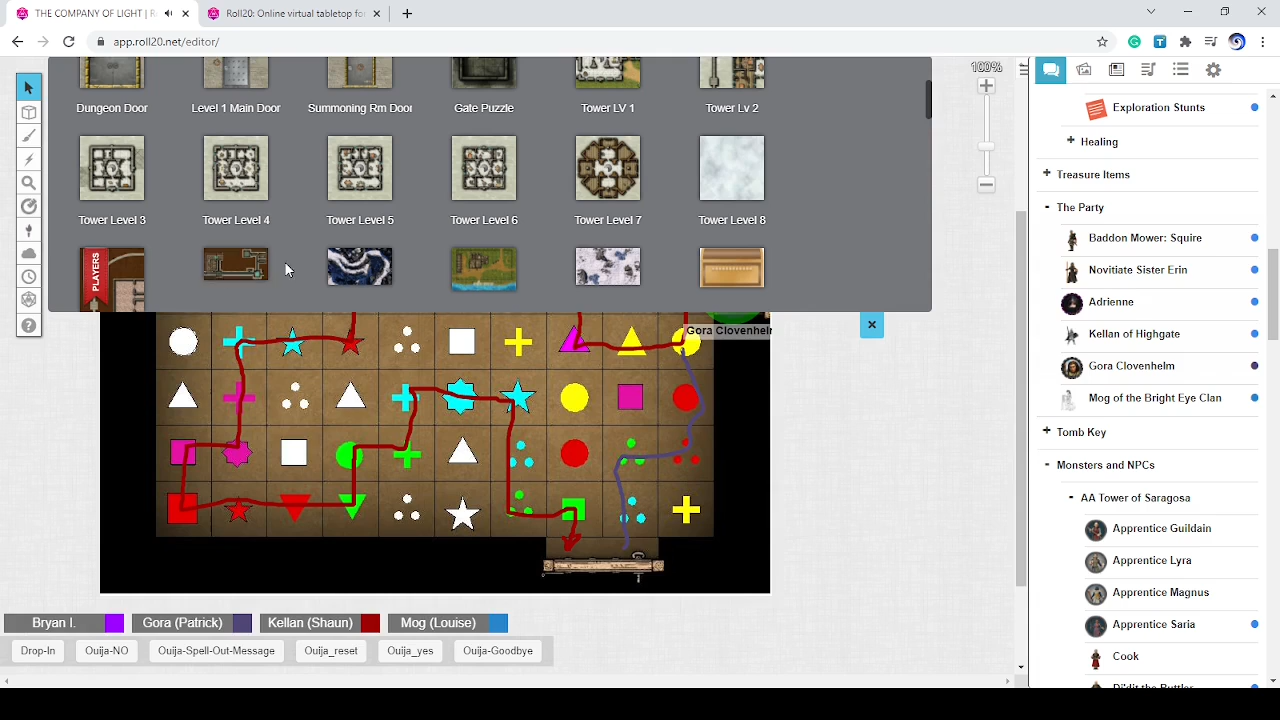 THE COMPANY OF LIGHT | R
Roll20: Online virtual tabletop fo
app.roll20.net/editor/
100%
Dungeon Door
Level 1 Main Door
Summoning Rm Door
Gate Puzzle
Tower LV 1
Tower Lv 2
Tower Level 3
Tower Level 4
Tower Level 5
Tower Level 6
Tower Level 7
Tower Level 8
PLAYERS
Gora Clovenhelm
Bryan I.
Gora (Patrick)
Kellan (Shaun)
Mog (Louise)
Drop-In
Ouija-NO
Ouija-Spell-Out-Message
Ouija_reset
Ouija_yes
Ouija-Goodbye
Exploration Stunts
Healing
Treasure Items
The Party
Baddon Mower: Squire
Novitiate Sister Erin
Adrienne
Kellan of Highgate
Gora Clovenhelm
Mog of the Bright Eye Clan
Tomb Key
Monsters and NPCs
AA Tower of Saragosa
Apprentice Guildain
Apprentice Lyra
Apprentice Magnus
Apprentice Saria
Cook